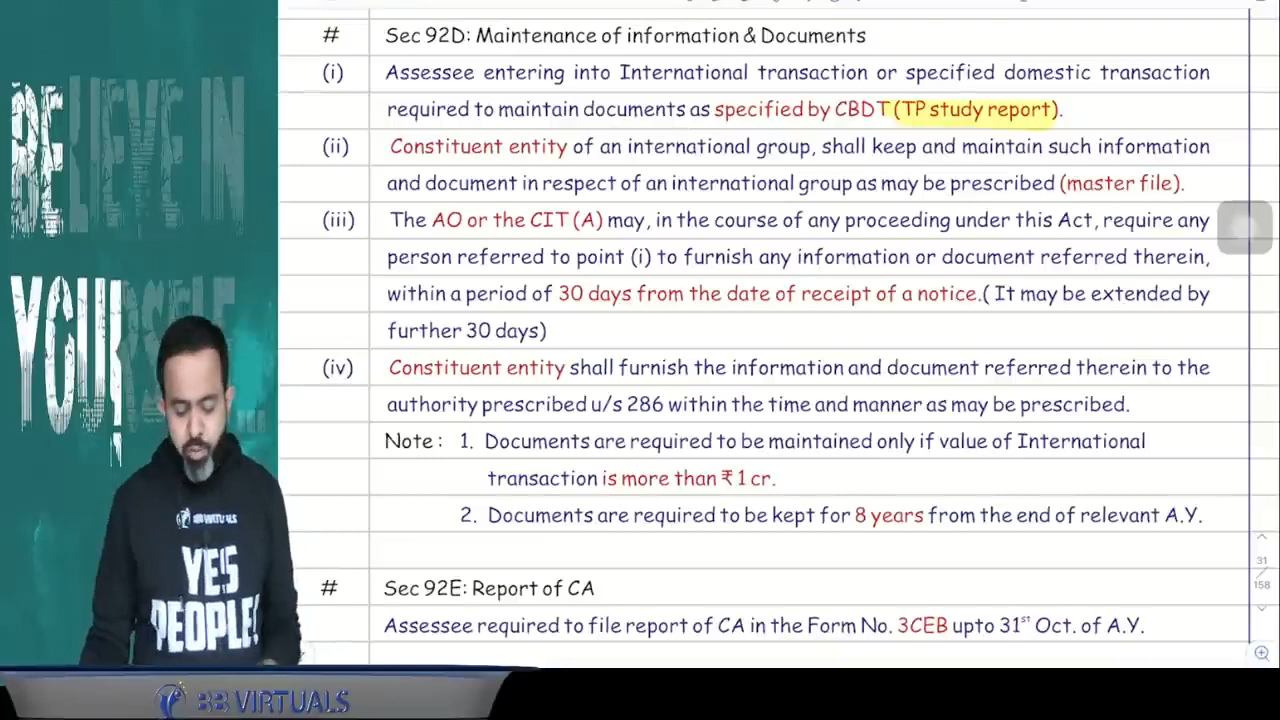 BELIEVE IN
YOURSELF...
# Sec 92D: Maintenance of information & Documents
(i) Assessee entering into International transaction or specified domestic transaction
required to maintain documents as specified by CBDT (TP study report).
(ii) Constituent entity of an international group, shall keep and maintain such information
and document in respect of an international group as may be prescribed (master file).
(iii) The AO or the CIT (A) may, in the course of any proceeding under this Act, require any
person referred to point (i) to furnish any information or document referred therein,
within a period of 30 days from the date of receipt of a notice.( It may be extended by
further 30 days)
(iv) Constituent entity shall furnish the information and document referred therein to the
authority prescribed u/s 286 within the time and manner as may be prescribed.
Note : 1. Documents are required to be maintained only if value of International
transaction is more than ₹ 1 cr.
2. Documents are required to be kept for 8 years from the end of relevant A.Y.
# Sec 92E: Report of CA
Assessee required to file report of CA in the Form No. 3CEB upto 31st Oct. of A.Y.
31
/
158
BB VIRTUALS
YES
PEOPLE!
BB VIRTUALS